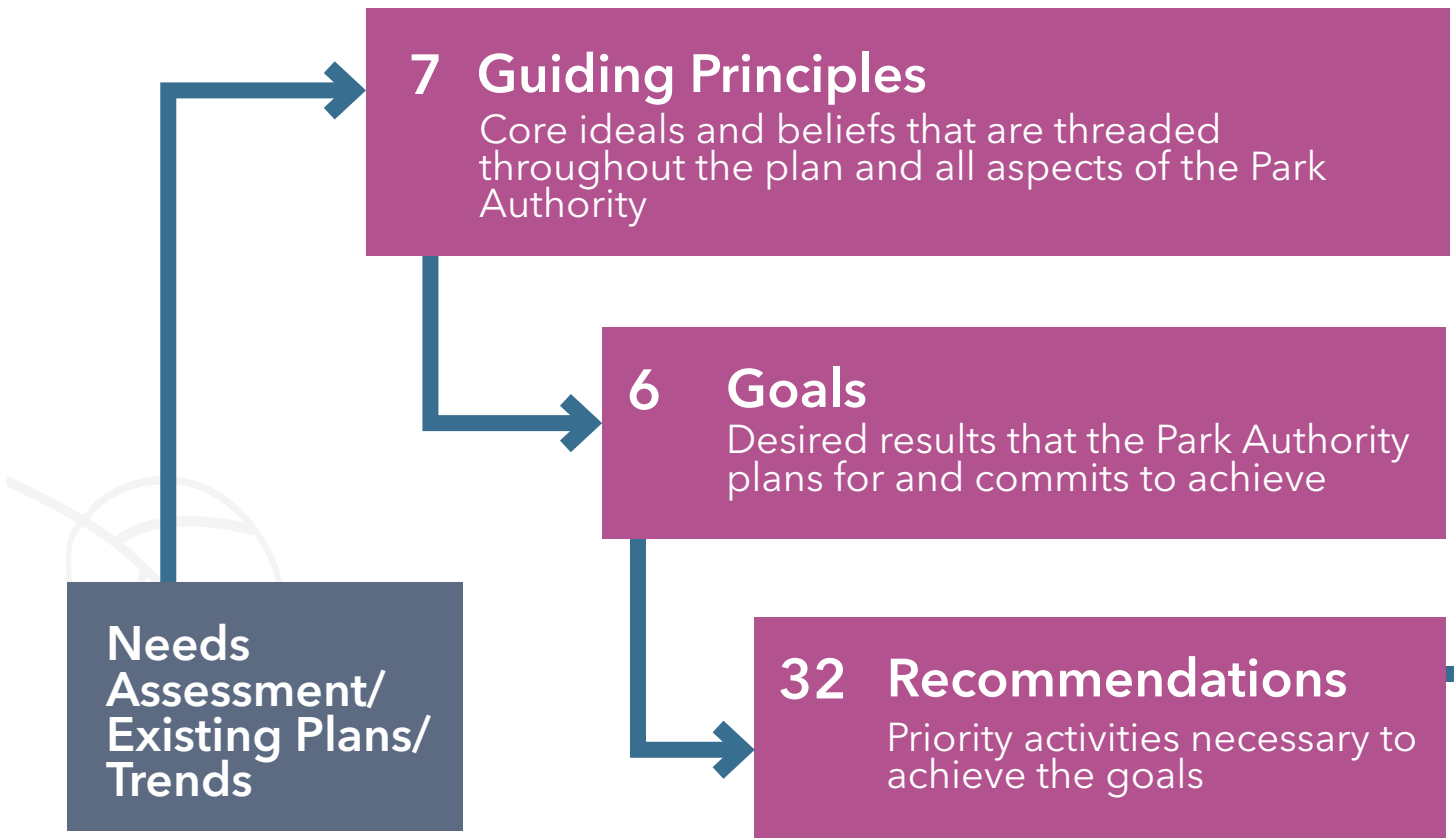 7 Guiding Principles
Core ideals and beliefs that are threaded
throughout the plan and all aspects of the Park
Authority
6 Goals
Desired results that the Park Authority
plans for and commits to achieve
32 Recommendations
Priority activities necessary to
achieve the goals
Needs
Assessment/
Existing Plans/
Trends